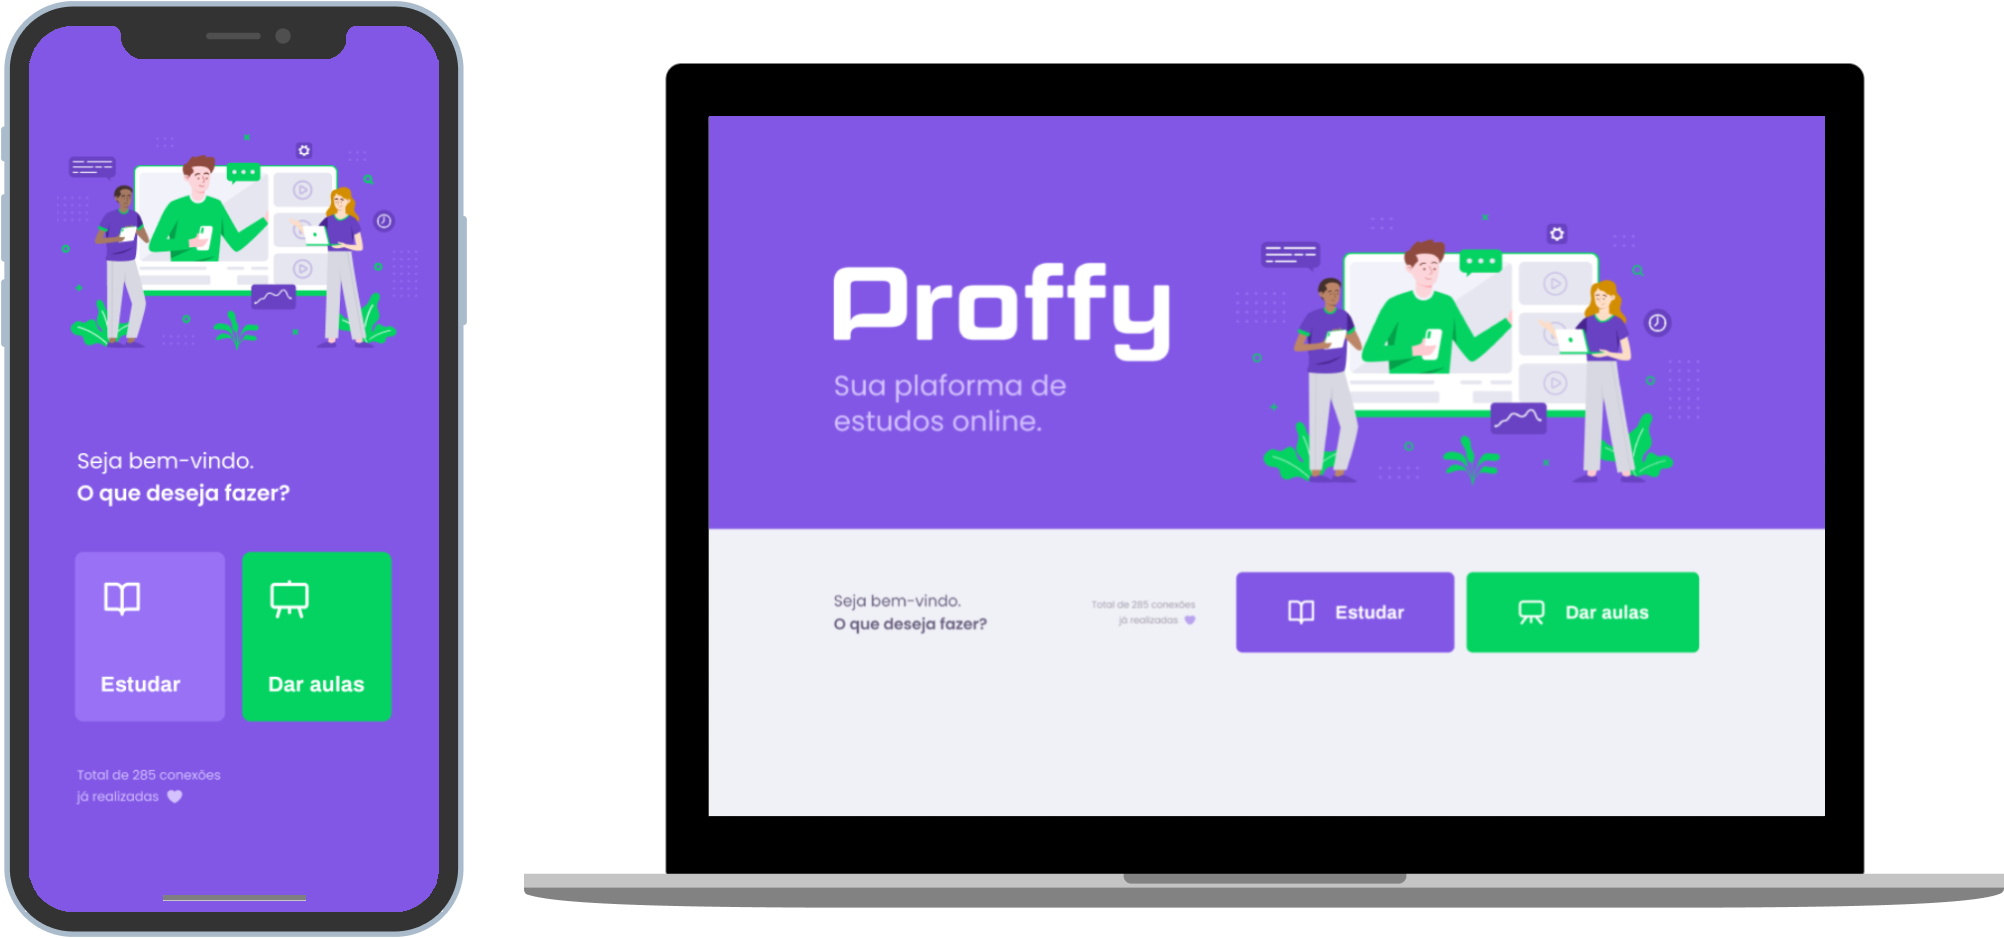 Seja bem-vindo.
O que deseja fazer?
Estudar
Dar aulas
Total de 285 conexões
já realizadas
Proffy
Sua plaforma de
estudos online.
Seja bem-vindo.
O que deseja fazer?
Total de 285 conexões
já realizadas
Estudar
Dar aulas